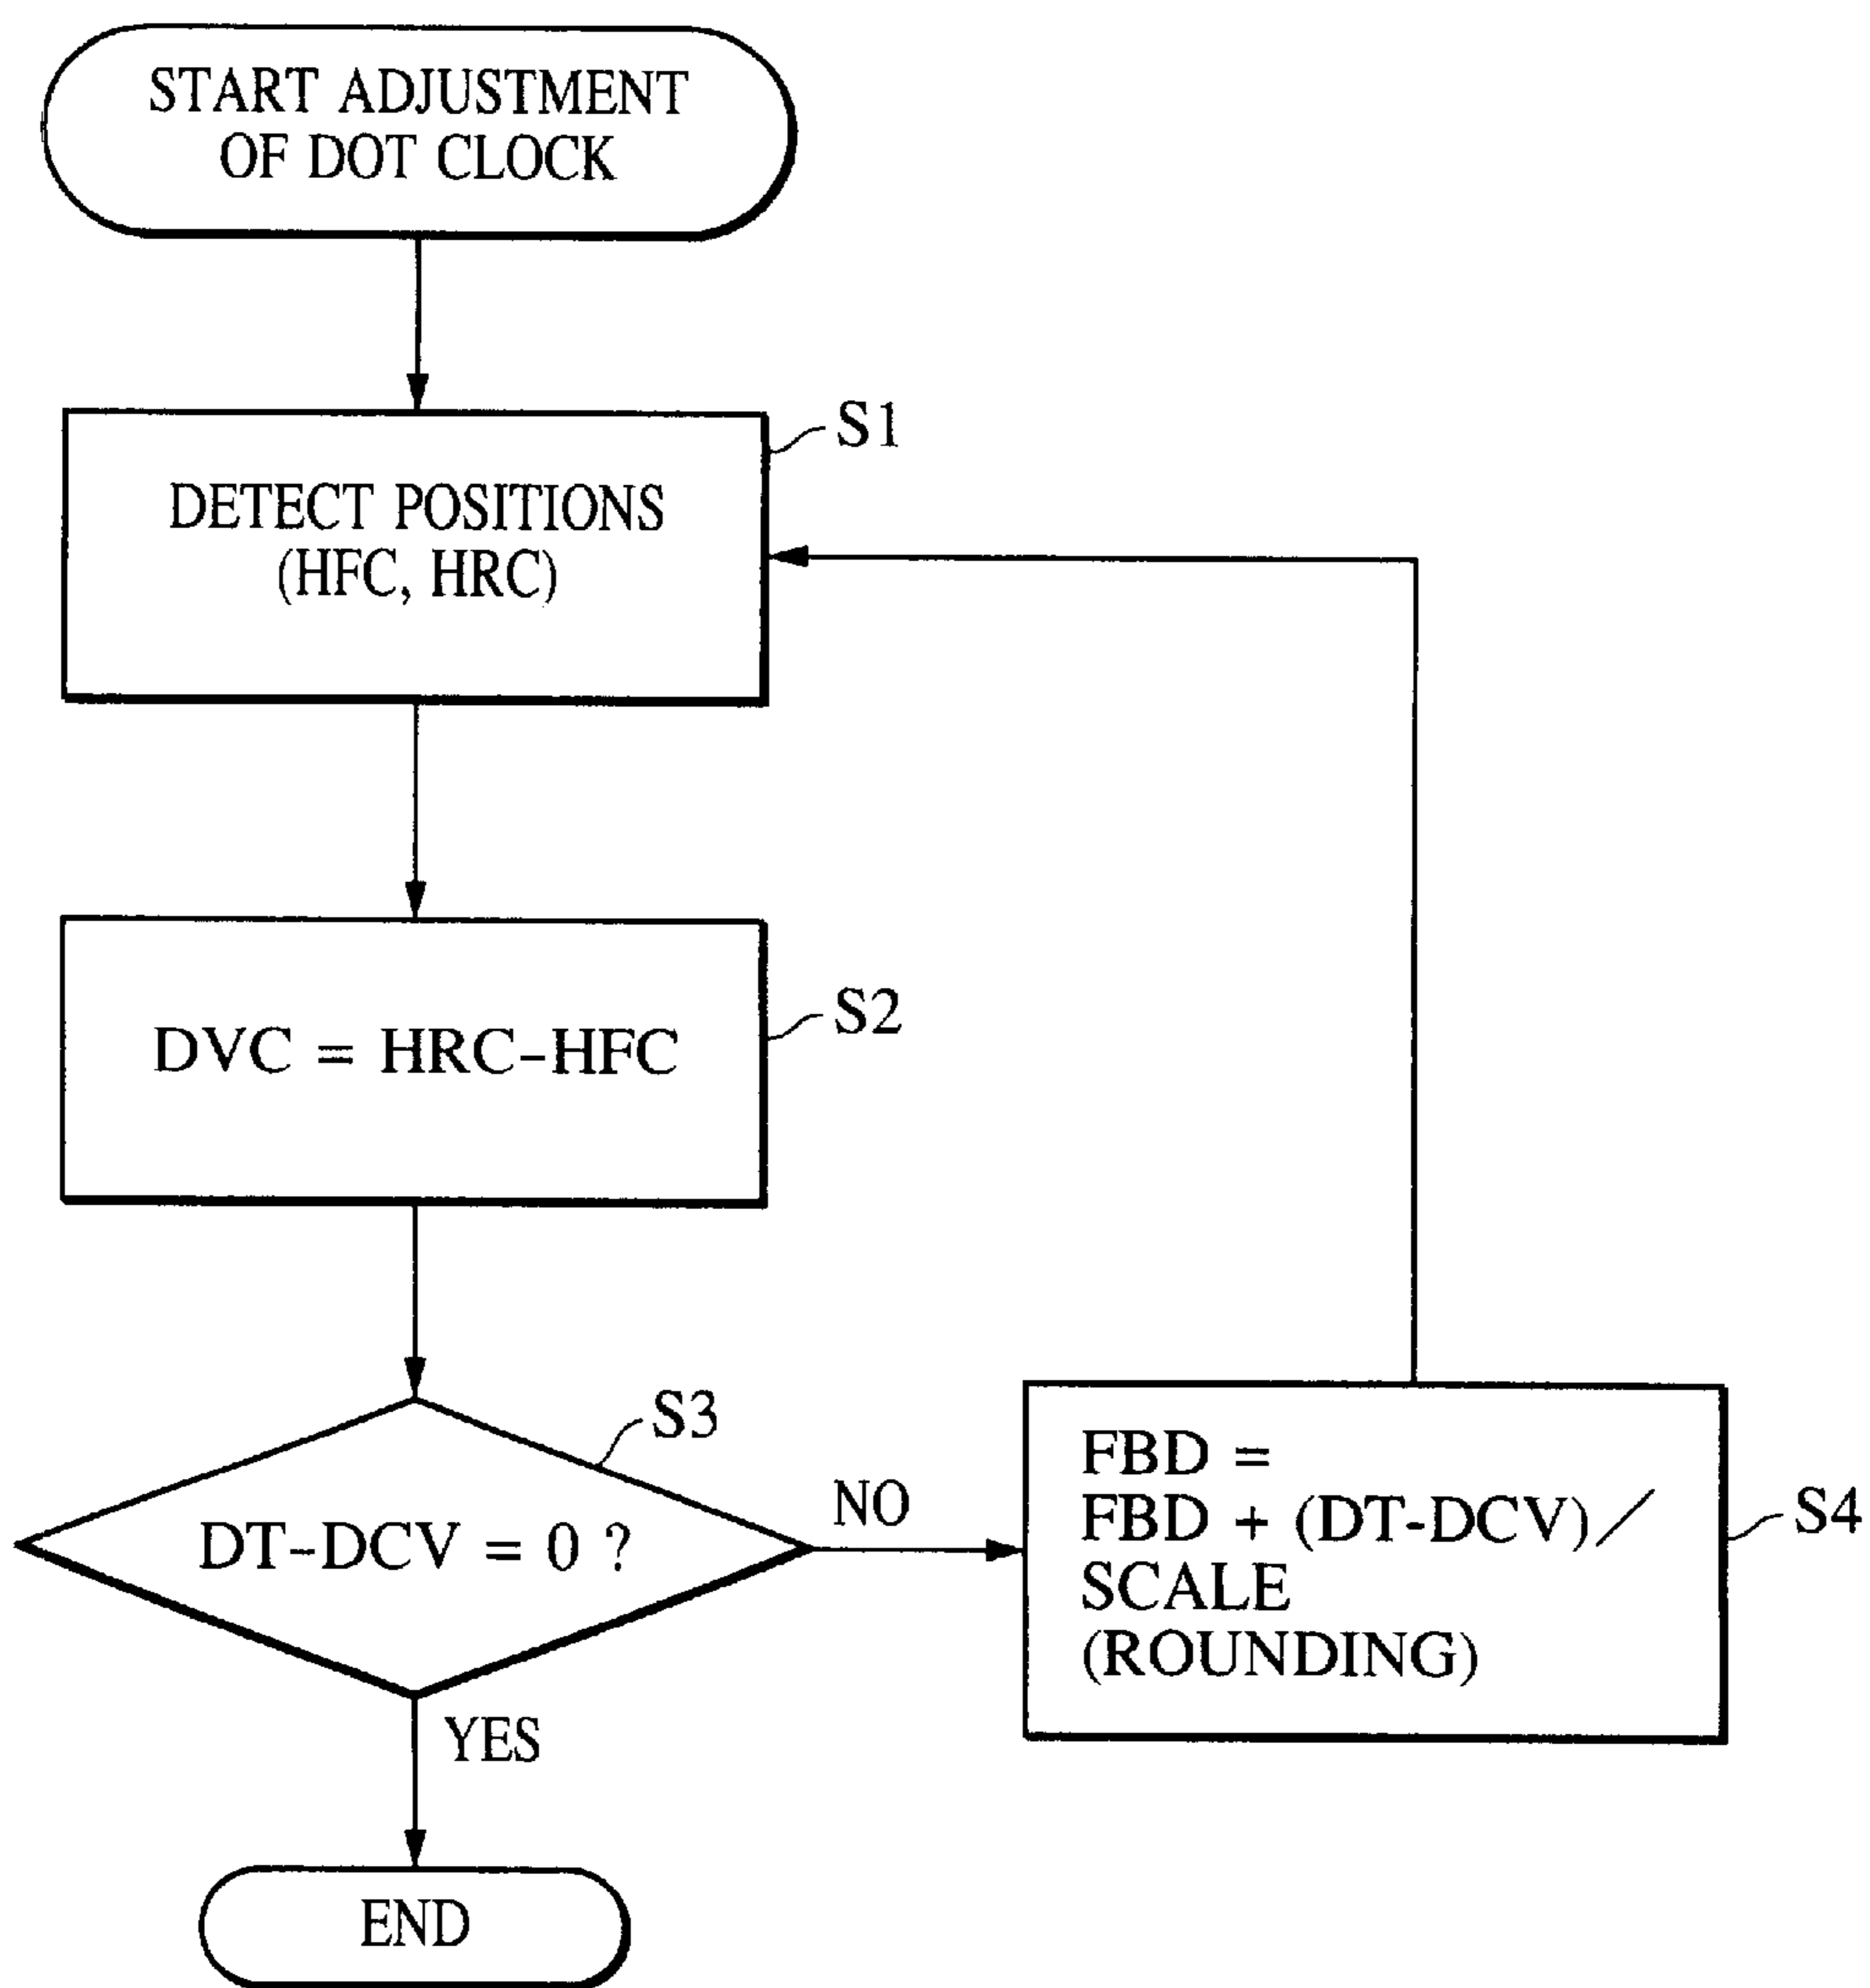 START ADJUSTMENT
OF DOT CLOCK
S1
DETECT POSITIONS
(HFC, HRC)
S2
DVC = HRC-HFC
S3
DT-DCV = 0 ?
NO
YES
S4
FBD =
FBD + (DT-DCV)/
SCALE
(ROUNDING)
END